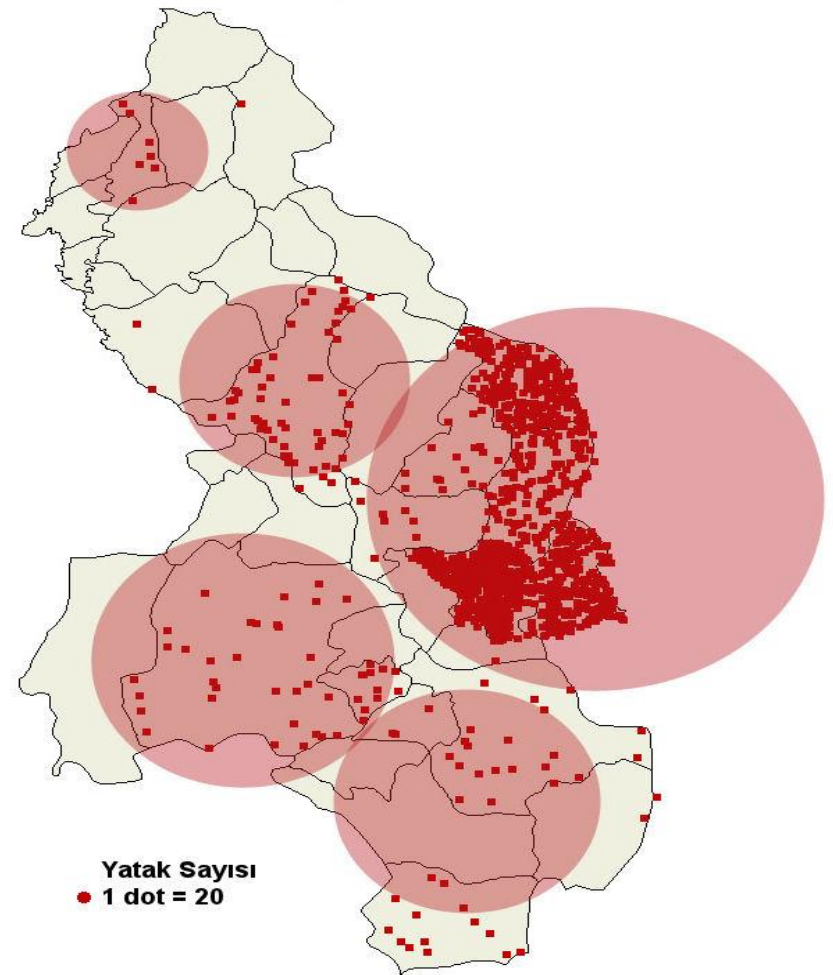 Yatak Sayısı
1 dot = 20